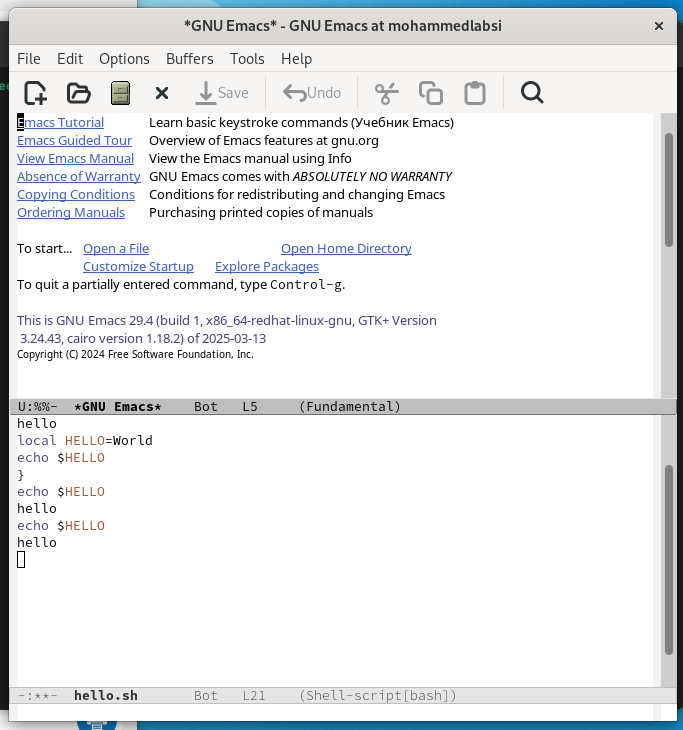 *GNU Emacs* - GNU Emacs at mohammedlabsi ×
File Edit Options Buffers Tools Help
Save Undo
Emacs Tutorial Learn basic keystroke commands (Учебник Emacs)
Emacs Guided Tour Overview of Emacs features at gnu.org
View Emacs Manual View the Emacs manual using Info
Absence of Warranty GNU Emacs comes with ABSOLUTELY NO WARRANTY
Copying Conditions Conditions for redistributing and changing Emacs
Ordering Manuals Purchasing printed copies of manuals
To start... Open a File Open Home Directory
Customize Startup Explore Packages
To quit a partially entered command, type Control-g.
This is GNU Emacs 29.4 (build 1, x86_64-redhat-linux-gnu, GTK+ Version
3.24.43, cairo version 1.18.2) of 2025-03-13
Copyright (C) 2024 Free Software Foundation, Inc.
U:%%- *GNU Emacs* Bot L5 (Fundamental)
hello
local HELLO=World
echo $HELLO
}
echo $HELLO
hello
echo $HELLO
hello
-:**- hello.sh Bot L21 (Shell-script[bash])